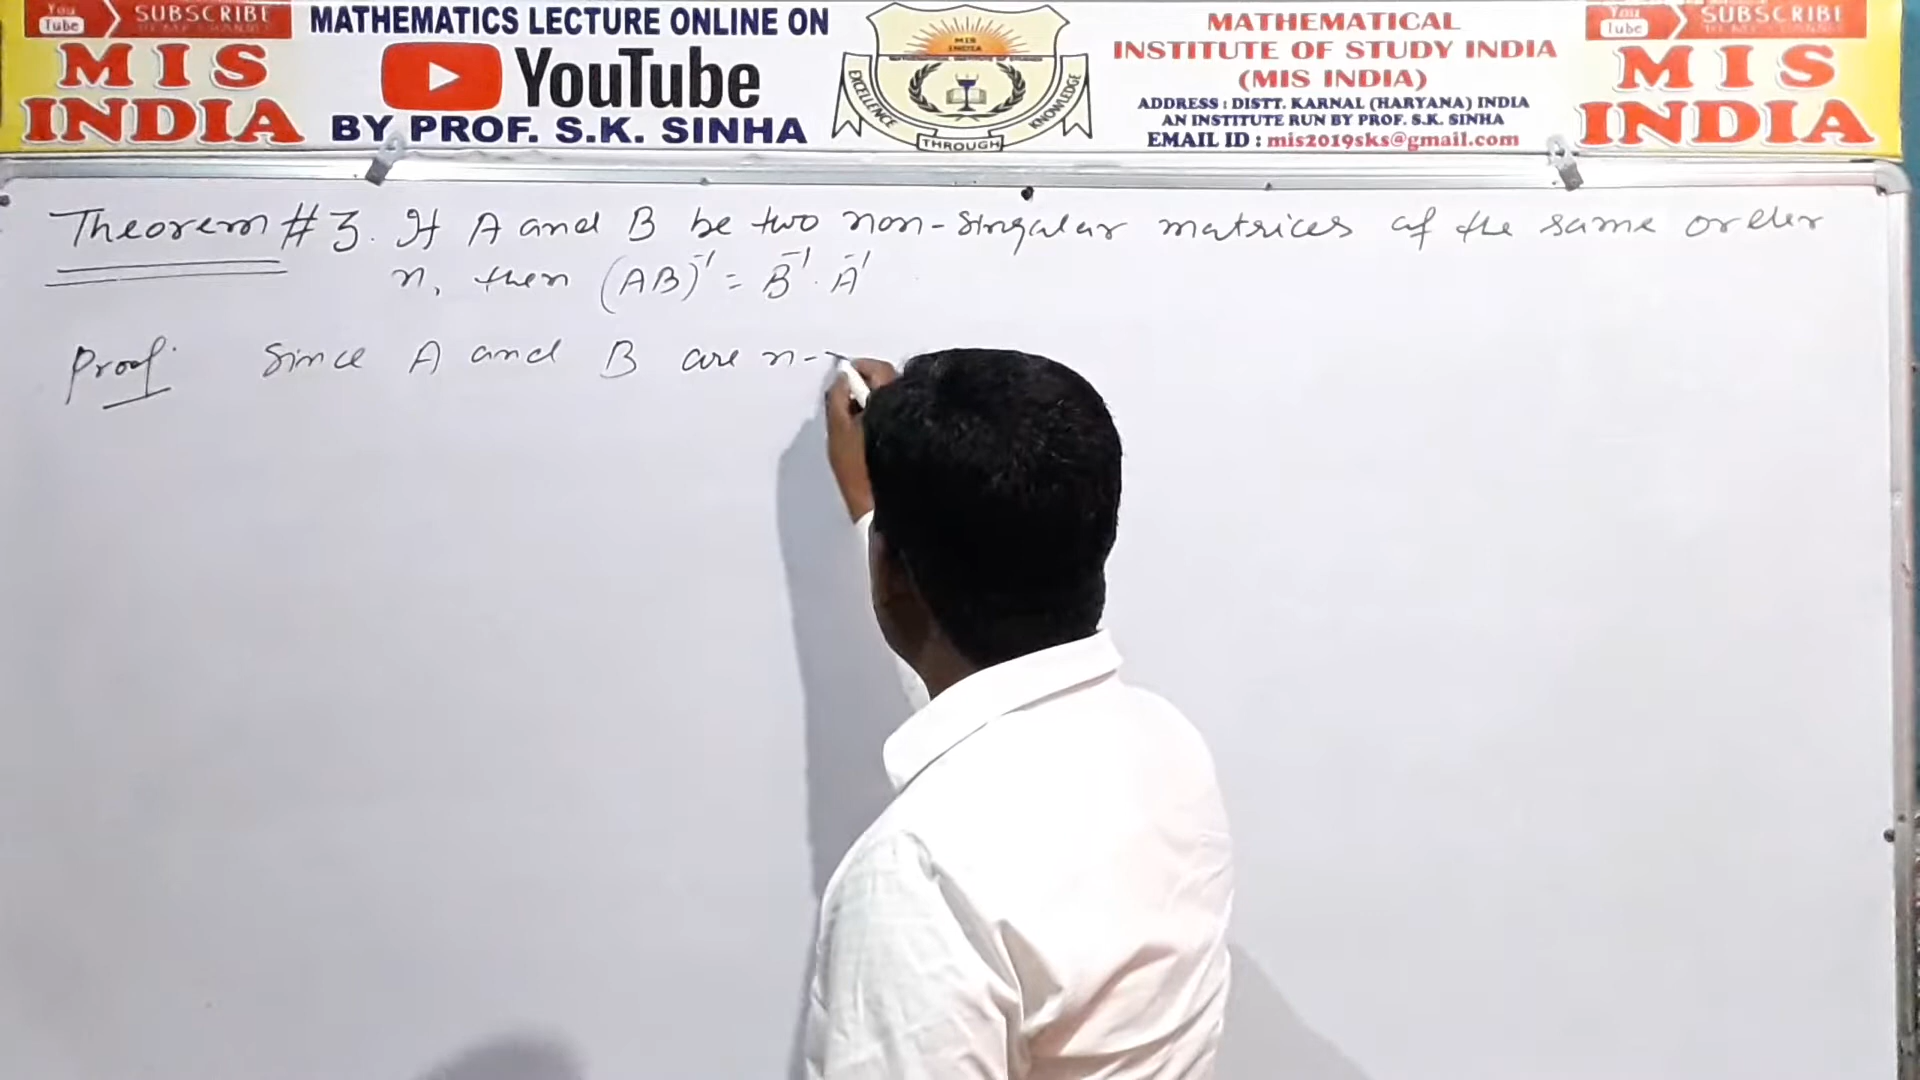 You Tube SUBSCRIBE
MIS
INDIA
MATHEMATICS LECTURE ONLINE ON
YouTube
BY PROF. S.K. SINHA
MIS INDIA
EXCELLENCE THROUGH KNOWLEDGE
MATHEMATICAL
INSTITUTE OF STUDY INDIA
(MIS INDIA)
ADDRESS : DISTT. KARNAL (HARYANA) INDIA
AN INSTITUTE RUN BY PROF. S.K. SINHA
EMAIL ID : mis2019sks@gmail.com
You Tube SUBSCRIBE
MIS
INDIA
Theorem #3. If A and B be two non-singular matrices of the same order
n, then (AB)⁻¹ = B⁻¹ . A⁻¹
Proof. Since A and B are n-